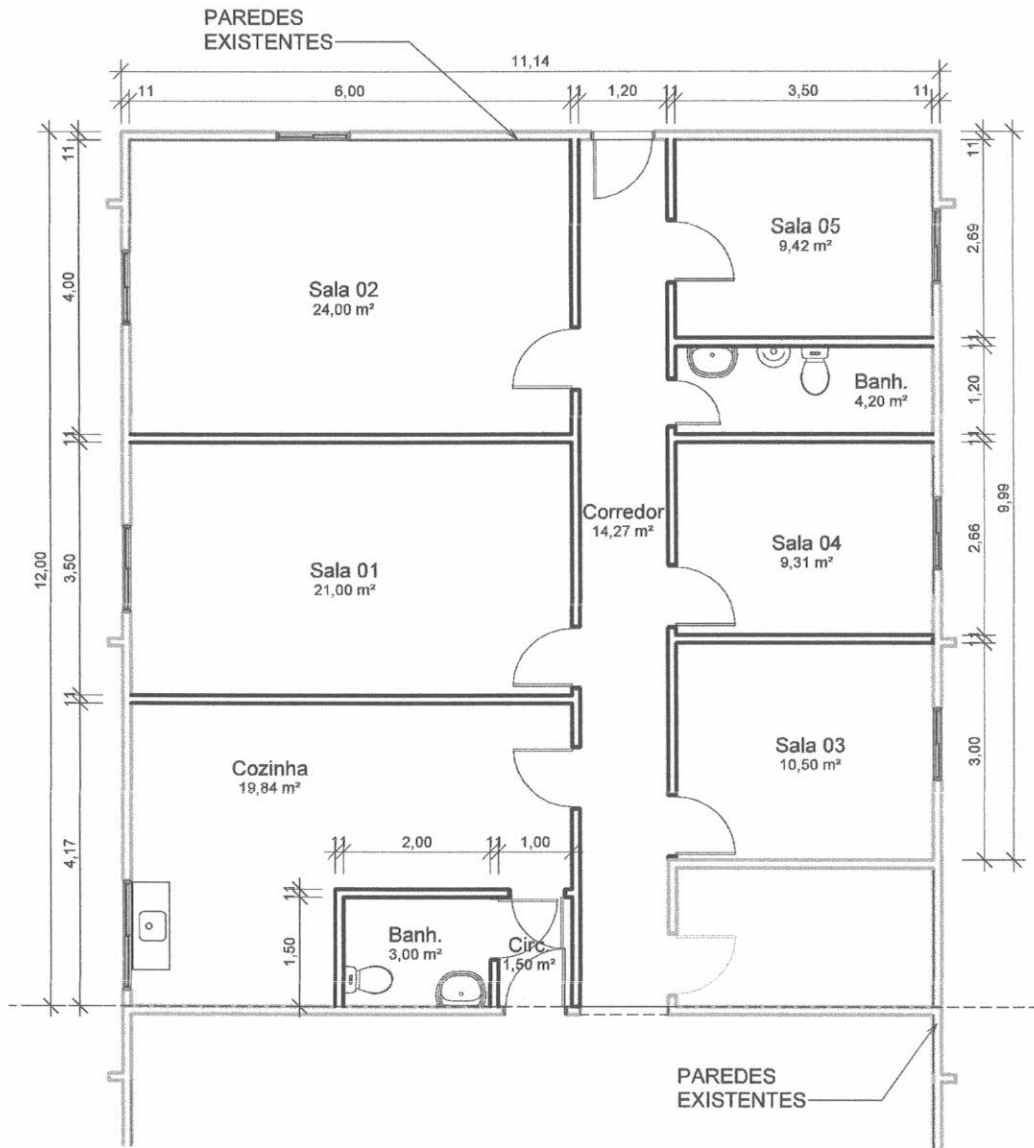 PAREDES
EXISTENTES
11,14
11 6,00 11 1,20 11 3,50 11
11
4,00
11
3,50
11
4,17
12,00
11
2,69
11
1,20
11
2,66
11
3,00
9,99
Sala 02
24,00 m²
Sala 05
9,42 m²
Banh.
4,20 m²
Corredor
14,27 m²
Sala 01
21,00 m²
Sala 04
9,31 m²
Cozinha
19,84 m²
Sala 03
10,50 m²
11 2,00 11 1,00
11
1,50
Banh.
3,00 m²
Circ.
1,50 m²
PAREDES
EXISTENTES